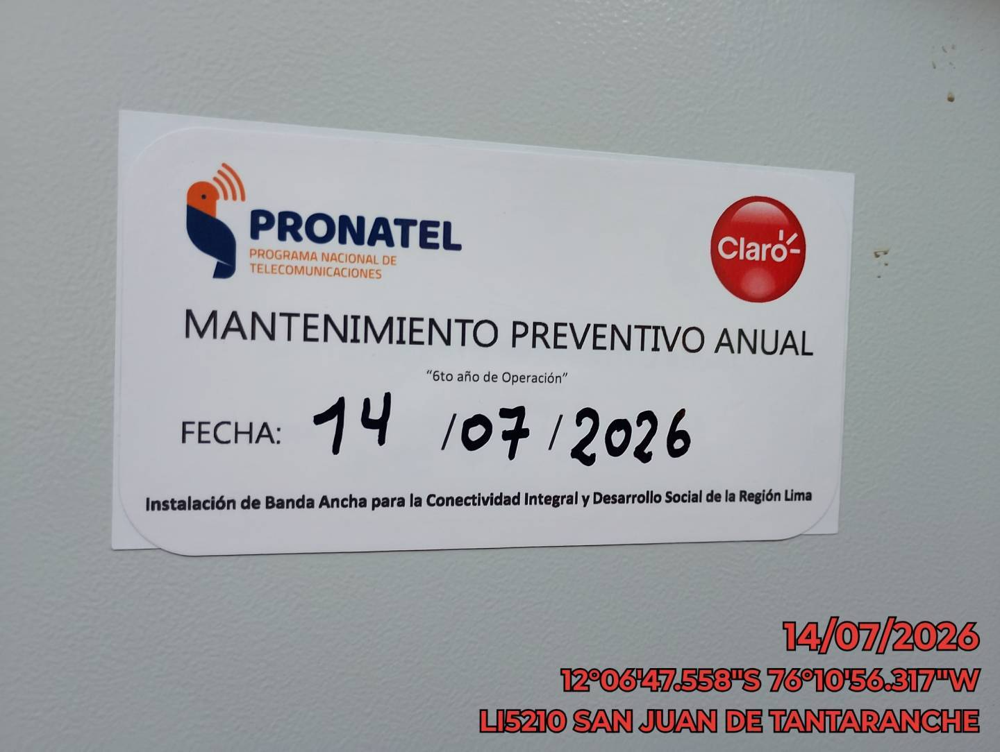 PRONATEL
PROGRAMA NACIONAL DE
TELECOMUNICACIONES
Claro
MANTENIMIENTO PREVENTIVO ANUAL
“6to año de Operación”
FECHA: 14 /07 /2026
Instalación de Banda Ancha para la Conectividad Integral y Desarrollo Social de la Región Lima
14/07/2026
12°06'47.558"S 76°10'56.317"W
LI5210 SAN JUAN DE TANTARANCHE